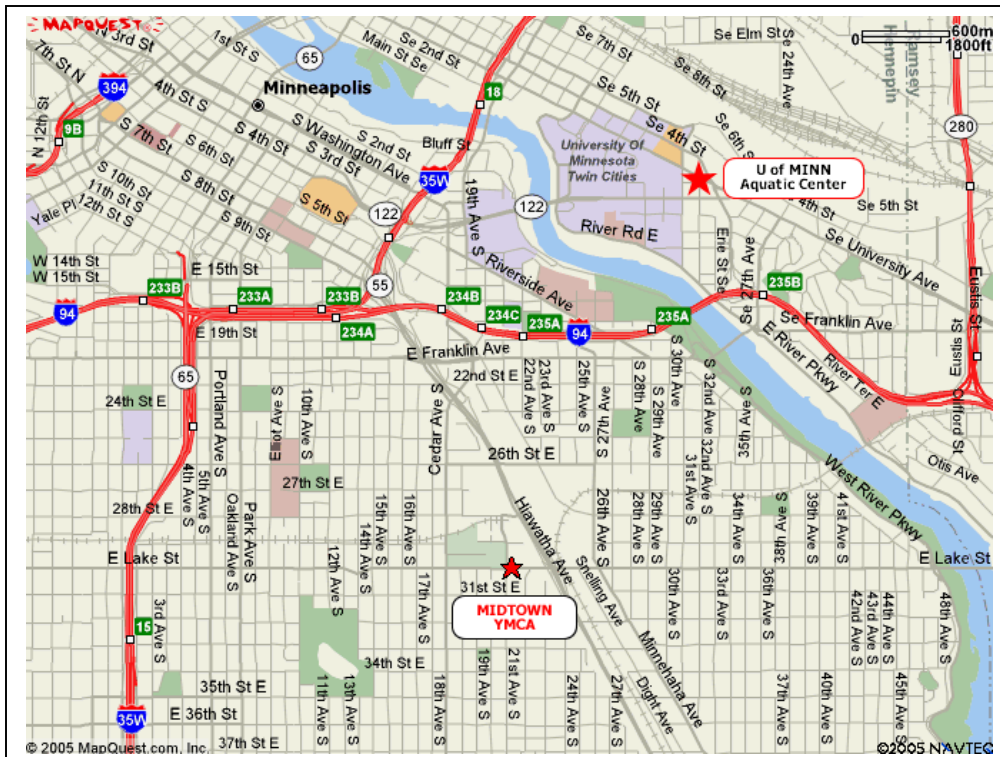 MAPQUEST
N 3rd St
1st St S
65
Main St Se
Se 2nd St
Se 7th St
Se Elm St
Se 24th Ave
Hennepin
Ramsey
0
600m
1800ft
7th St N
394
4th St S
Minneapolis
18
Se 8th St
Se 5th St
N 12th St
9B
S 7th St
S 6th St
S 4th St
S Washington Ave
S 3rd St
S 2nd St
Bluff St
University Of
Minnesota
Twin Cities
Se 4th St
Se 6th St
280
U of MINN
Aquatic Center
S 10th St
11th St S
12th St S
Yale Pl
S 8th St
S 9th St
S 5th St
35W
122
19th Ave S
122
River Rd E
Se 4th St
Se 5th St
Se University Ave
W 14th St
W 15th St
E 15th St
55
S Riverside Ave
Erie St Se
Se 27th Ave
Eustis St
233B
233A
233B
234B
235B
94
E 19th St
234A
234C
235A
94
235A
Se Franklin Ave
E Franklin Ave
22nd St E
E River Pkwy
River Ter E
Eustis St
Clifford St
65
Portland Ave S
24th St E
Elliot Ave S
10th Ave S
Cedar Ave S
22nd Ave S
23rd Ave S
25th Ave S
27th Ave S
S 28th Ave
S 29th Ave
S 30th Ave
S 32nd Ave
32nd Ave S
31st Ave S
35th Ave S
26th St E
Otis Ave
West River Pkwy
27th St E
28th St E
4th Ave S
5th Ave S
Oakland Ave S
Park Ave S
12th Ave S
14th Ave S
15th Ave S
16th Ave S
Hiawatha Ave
26th Ave S
28th Ave S
29th Ave S
34th Ave S
S 38th Ave
39th Ave S
41st Ave S
E Lake St
E Lake St
31st St E
17th Ave S
Snelling Ave
Minnehaha Ave
30th Ave S
33rd Ave S
36th Ave S
42nd Ave S
43rd Ave S
44th Ave S
48th Ave S
MIDTOWN
YMCA
3rd Ave S
15
34th St E
35th St E
11th Ave S
13th Ave S
18th Ave S
19th Ave S
21st Ave S
24th Ave S
27th Ave S
Dight Ave
37th Ave S
40th Ave S
45th Ave S
35W
E 36th St
37th St E
© 2005 MapQuest.com, Inc.
©2005 NAVTEQ